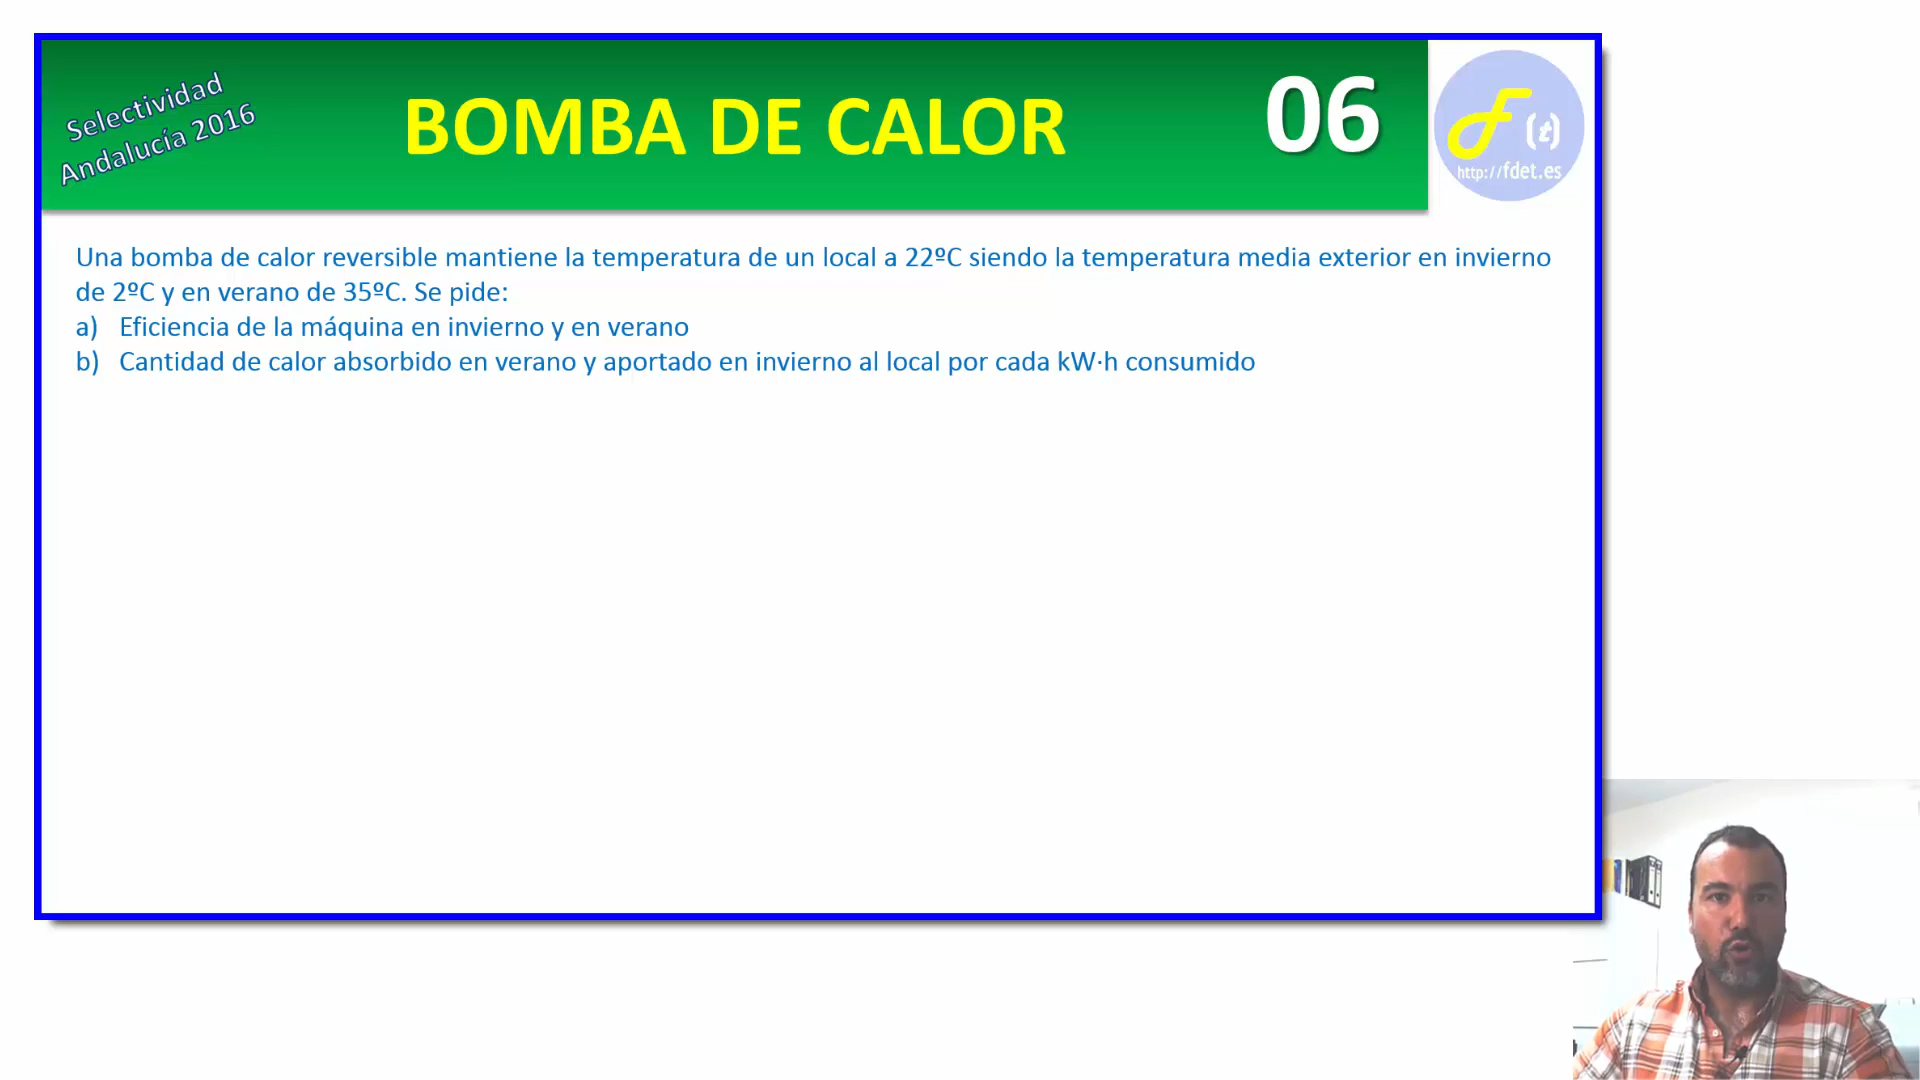 Selectividad
Andalucía 2016
BOMBA DE CALOR
06
F(t)
http://fdet.es
Una bomba de calor reversible mantiene la temperatura de un local a 22ºC siendo la temperatura media exterior en invierno
de 2ºC y en verano de 35ºC. Se pide:
a) Eficiencia de la máquina en invierno y en verano
b) Cantidad de calor absorbido en verano y aportado en invierno al local por cada kW·h consumido